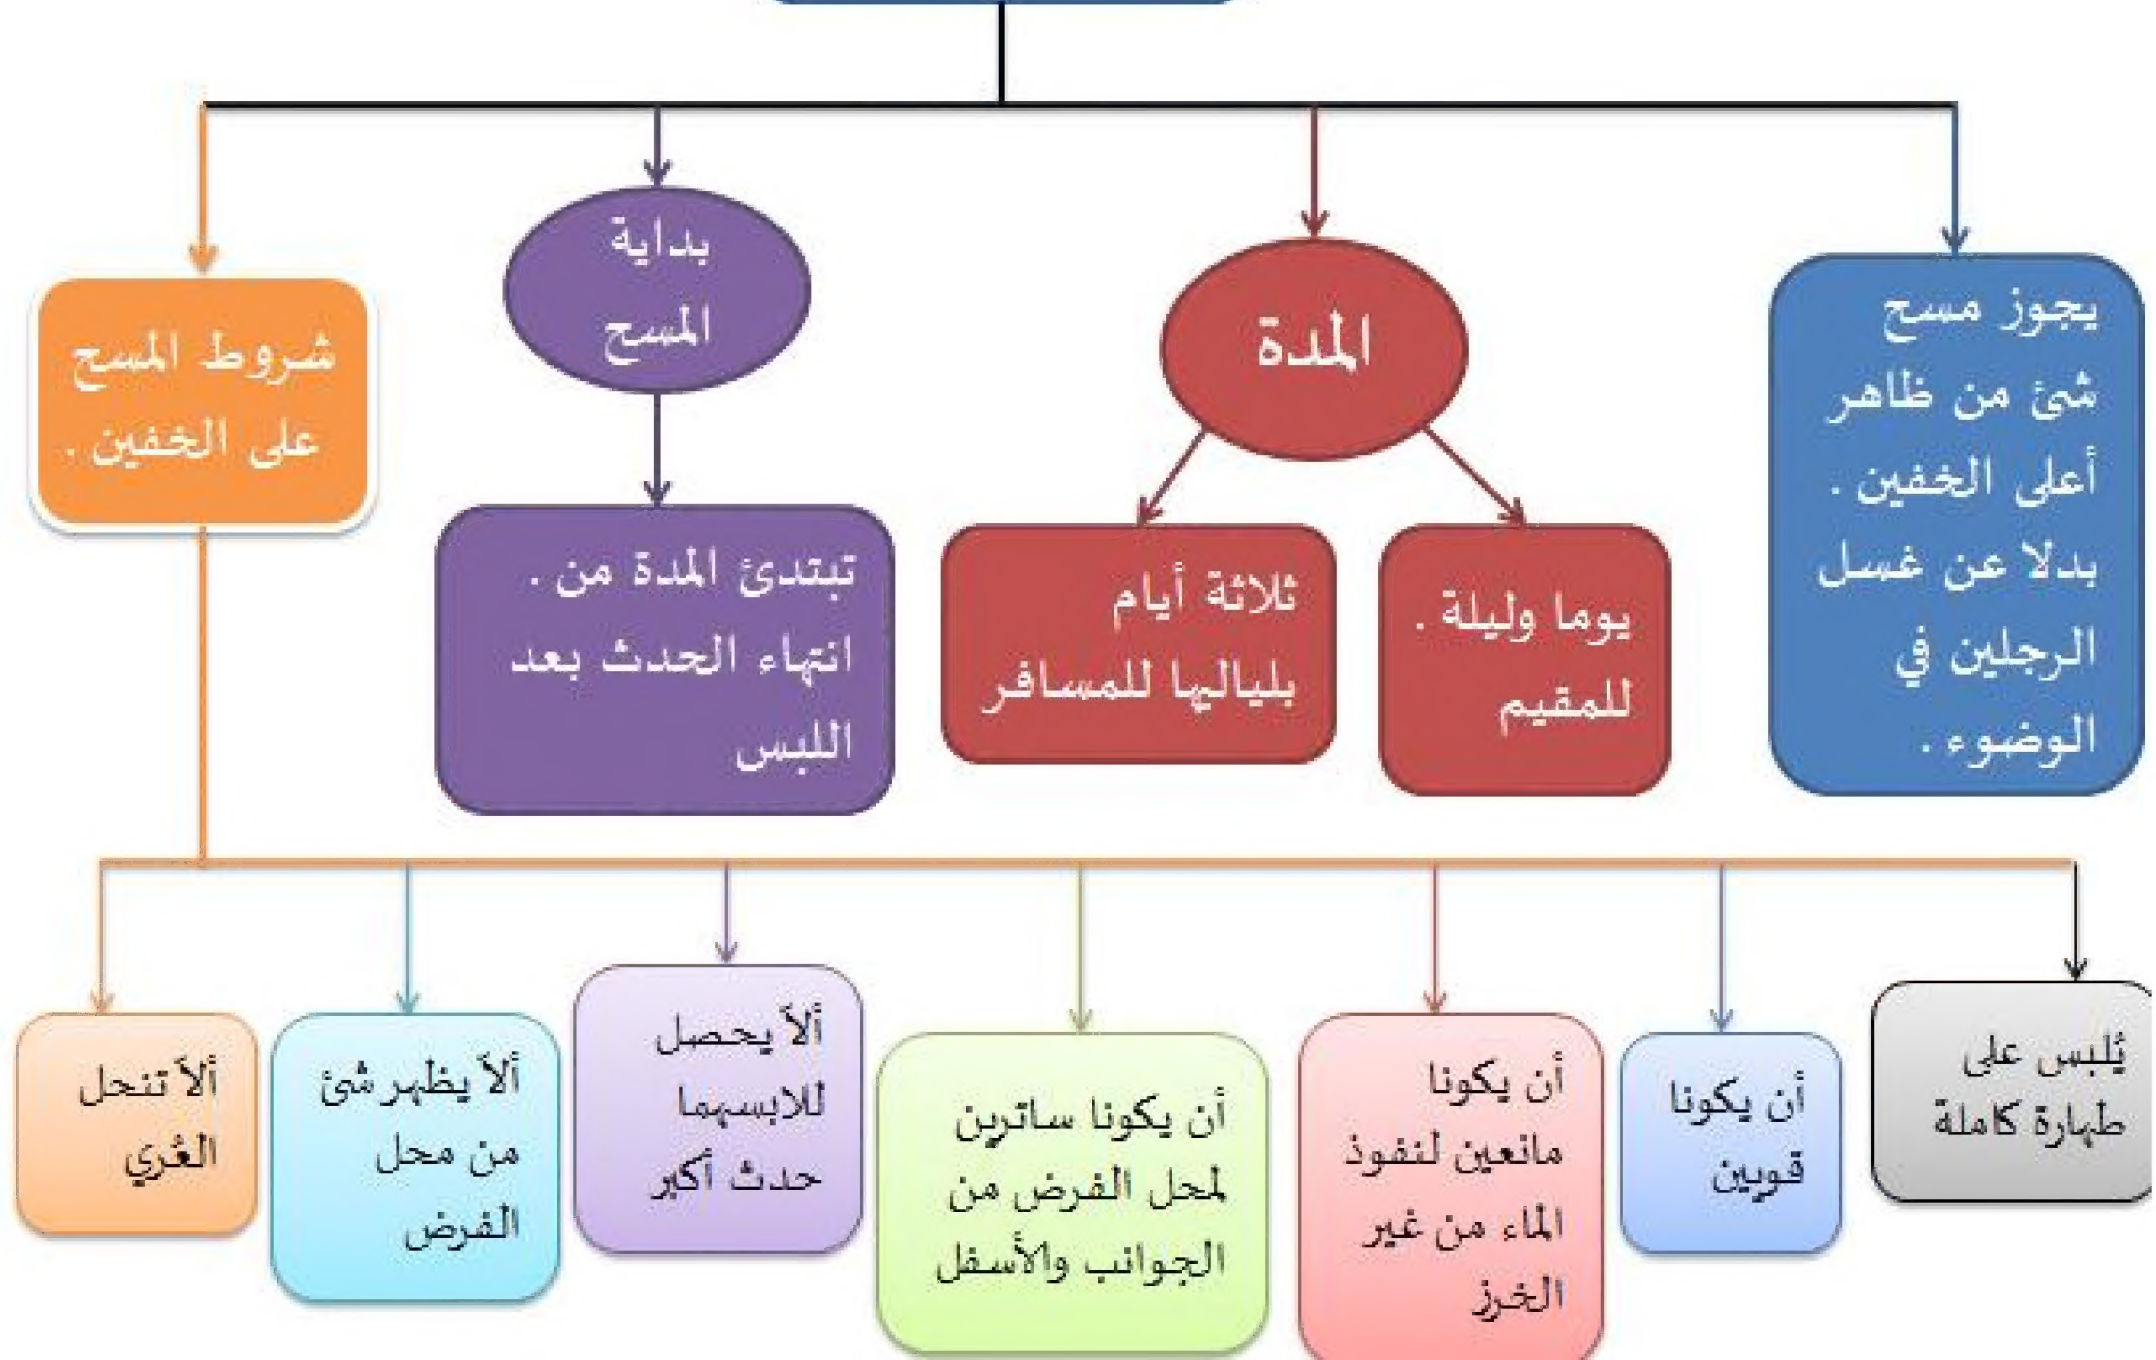 يجوز مسح
شئ من ظاهر
أعلى الخفين .
بدلا عن غسل
الرجلين في
الوضوء .
المدة
يوما وليلة .
للمقيم
ثلاثة أيام
بلياليها للمسافر
بداية
المسح
تبتدئ المدة من .
انتهاء الحدث بعد
اللبس
شروط المسح
على الخفين .
يُلبس على
طهارة كاملة
أن يكونا
قويين
أن يكونا
مانعين لنفوذ
الماء من غير
الخرز
أن يكونا ساترين
لمحل الفرض من
الجوانب والأسفل
ألاّ يحصل
للابسهما
حدث أكبر
ألاّ يظهر شئ
من محل
الفرض
ألاّ تنحل
العُري